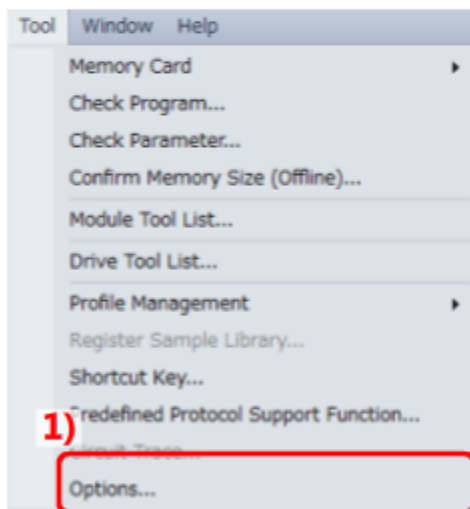 Tool Window Help
Memory Card
Check Program...
Check Parameter...
Confirm Memory Size (Offline)...
Module Tool List...
Drive Tool List...
Profile Management
Register Sample Library...
Shortcut Key...
Predefined Protocol Support Function...
1)
Circuit Trace...
Options...